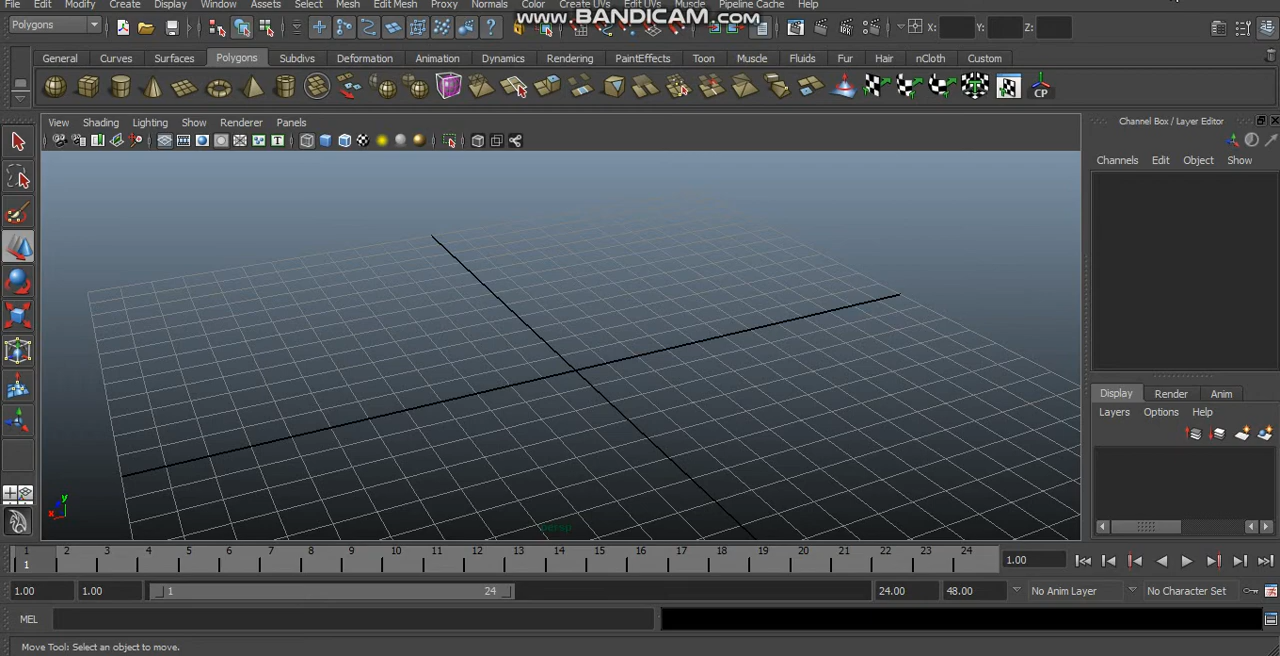 File Edit Modify Create Display Window Assets Select Mesh Edit Mesh Proxy Normals Color Create UVs Edit UVs Muscle Pipeline Cache Help
www.BANDICAM.com
Polygons X: Y: Z:
General Curves Surfaces Polygons Subdivs Deformation Animation Dynamics Rendering PaintEffects Toon Muscle Fluids Fur Hair nCloth Custom
CP
View Shading Lighting Show Renderer Panels
Channel Box / Layer Editor
Channels Edit Object Show
Display Render Anim
Layers Options Help
y
x
persp
1 2 3 4 5 6 7 8 9 10 11 12 13 14 15 16 17 18 19 20 21 22 23 24
1 1.00
1.00 1.00 1 24 24.00 48.00 No Anim Layer No Character Set
MEL
Move Tool: Select an object to move.